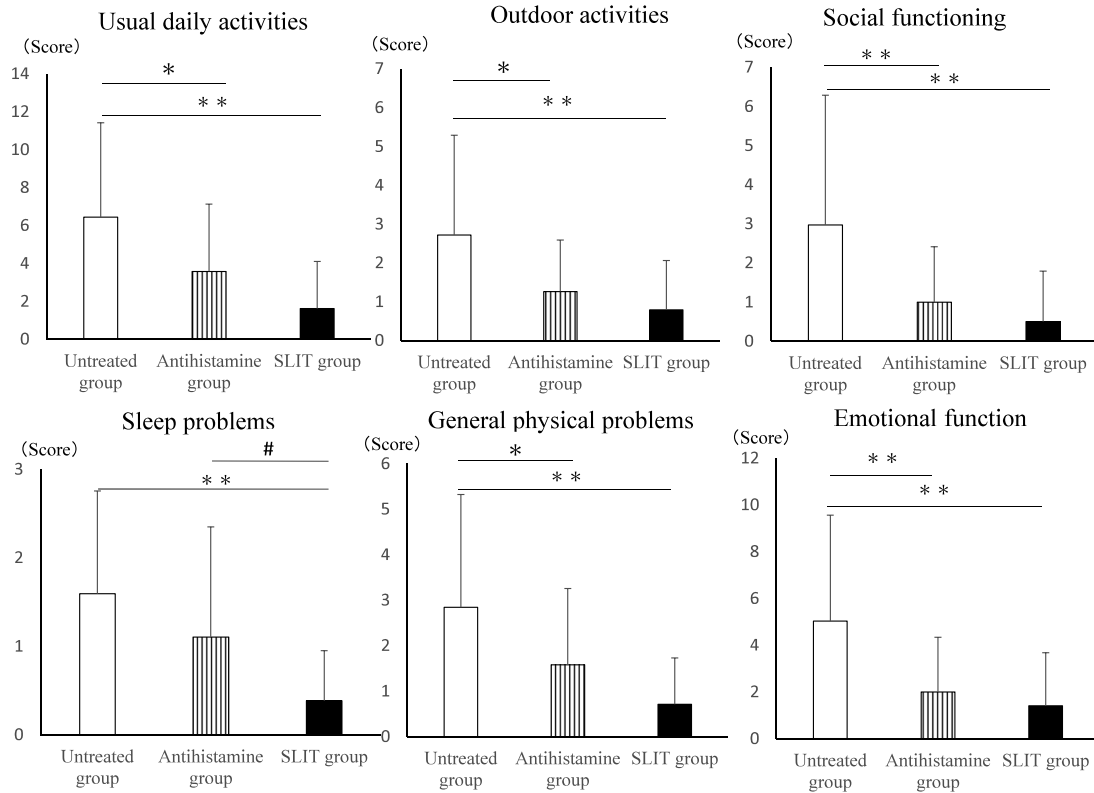 Usual daily activities
（Score）
14
12
10
8
6
4
2
0
*
* *
Untreated group
Antihistamine group
SLIT group
Outdoor activities
（Score）
7
6
5
4
3
2
1
0
*
* *
Untreated group
Antihistamine group
SLIT group
Social functioning
（Score）
7
6
5
4
3
2
1
0
* *
* *
Untreated group
Antihistamine group
SLIT group
Sleep problems
（Score）
3
2
1
0
#
* *
Untreated group
Antihistamine group
SLIT group
General physical problems
（Score）
6
5
4
3
2
1
0
*
* *
Untreated group
Antihistamine group
SLIT group
Emotional function
（Score）
12
10
8
6
4
2
0
* *
* *
Untreated group
Antihistamine group
SLIT group